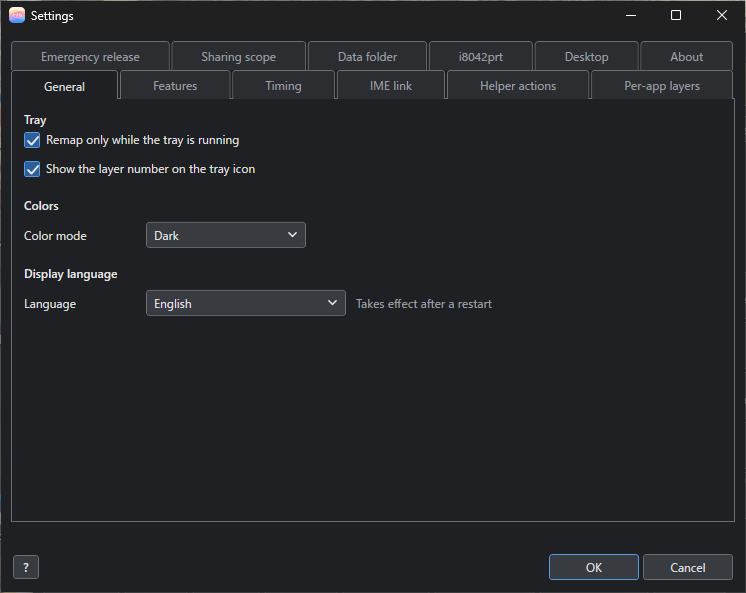 Settings
Emergency release
Sharing scope
Data folder
i8042prt
Desktop
About
General
Features
Timing
IME link
Helper actions
Per-app layers
Tray
Remap only while the tray is running
Show the layer number on the tray icon
Colors
Color mode
Dark
Display language
Language
English
Takes effect after a restart
?
OK
Cancel